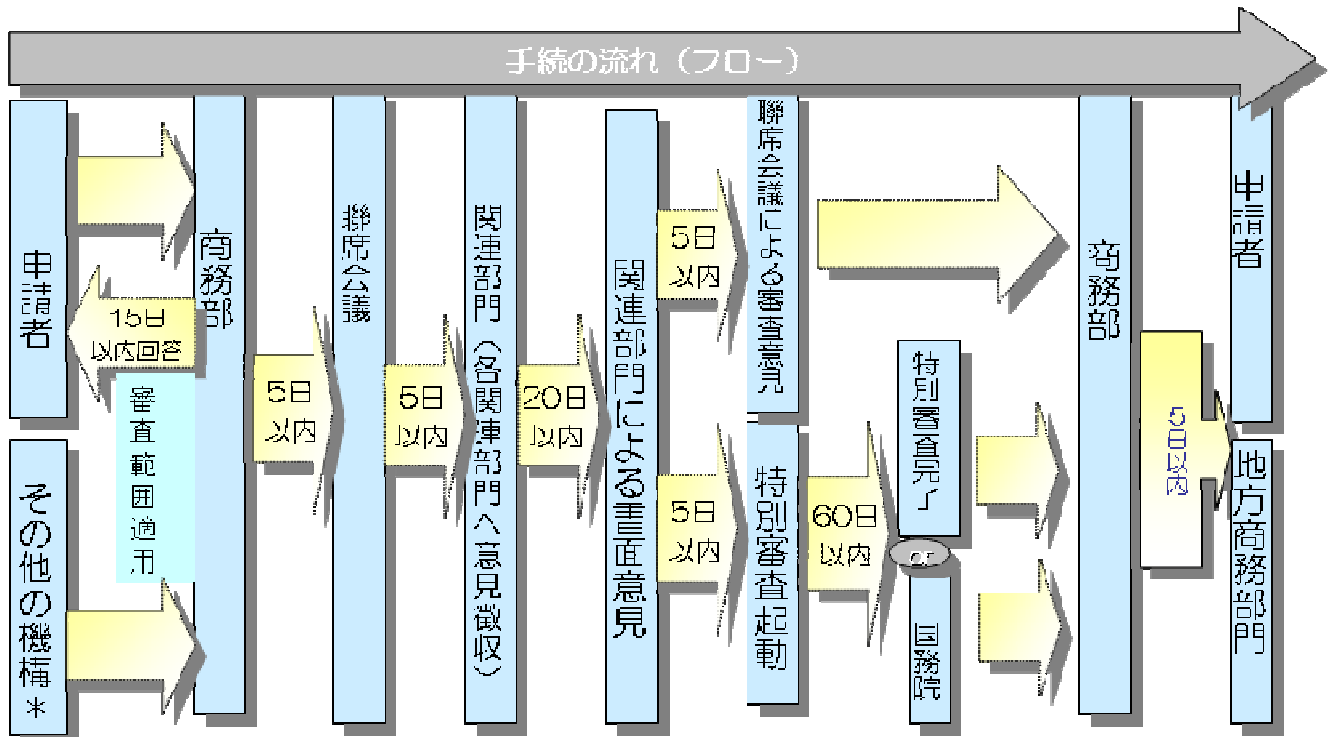 手続の流れ（フロー）
申請者
その他の機構＊
15日
以内回答
審査範囲適用
商務部
5日
以内
聯席会議
5日
以内
関連部門（各関連部門へ意見徴収）
20日
以内
関連部門による書面意見
5日
以内
5日
以内
聯席会議による審査意見
特別審査起動
60日
以内
特別審査完了
or
国務院
商務部
5日以内
申請者
地方商務部門